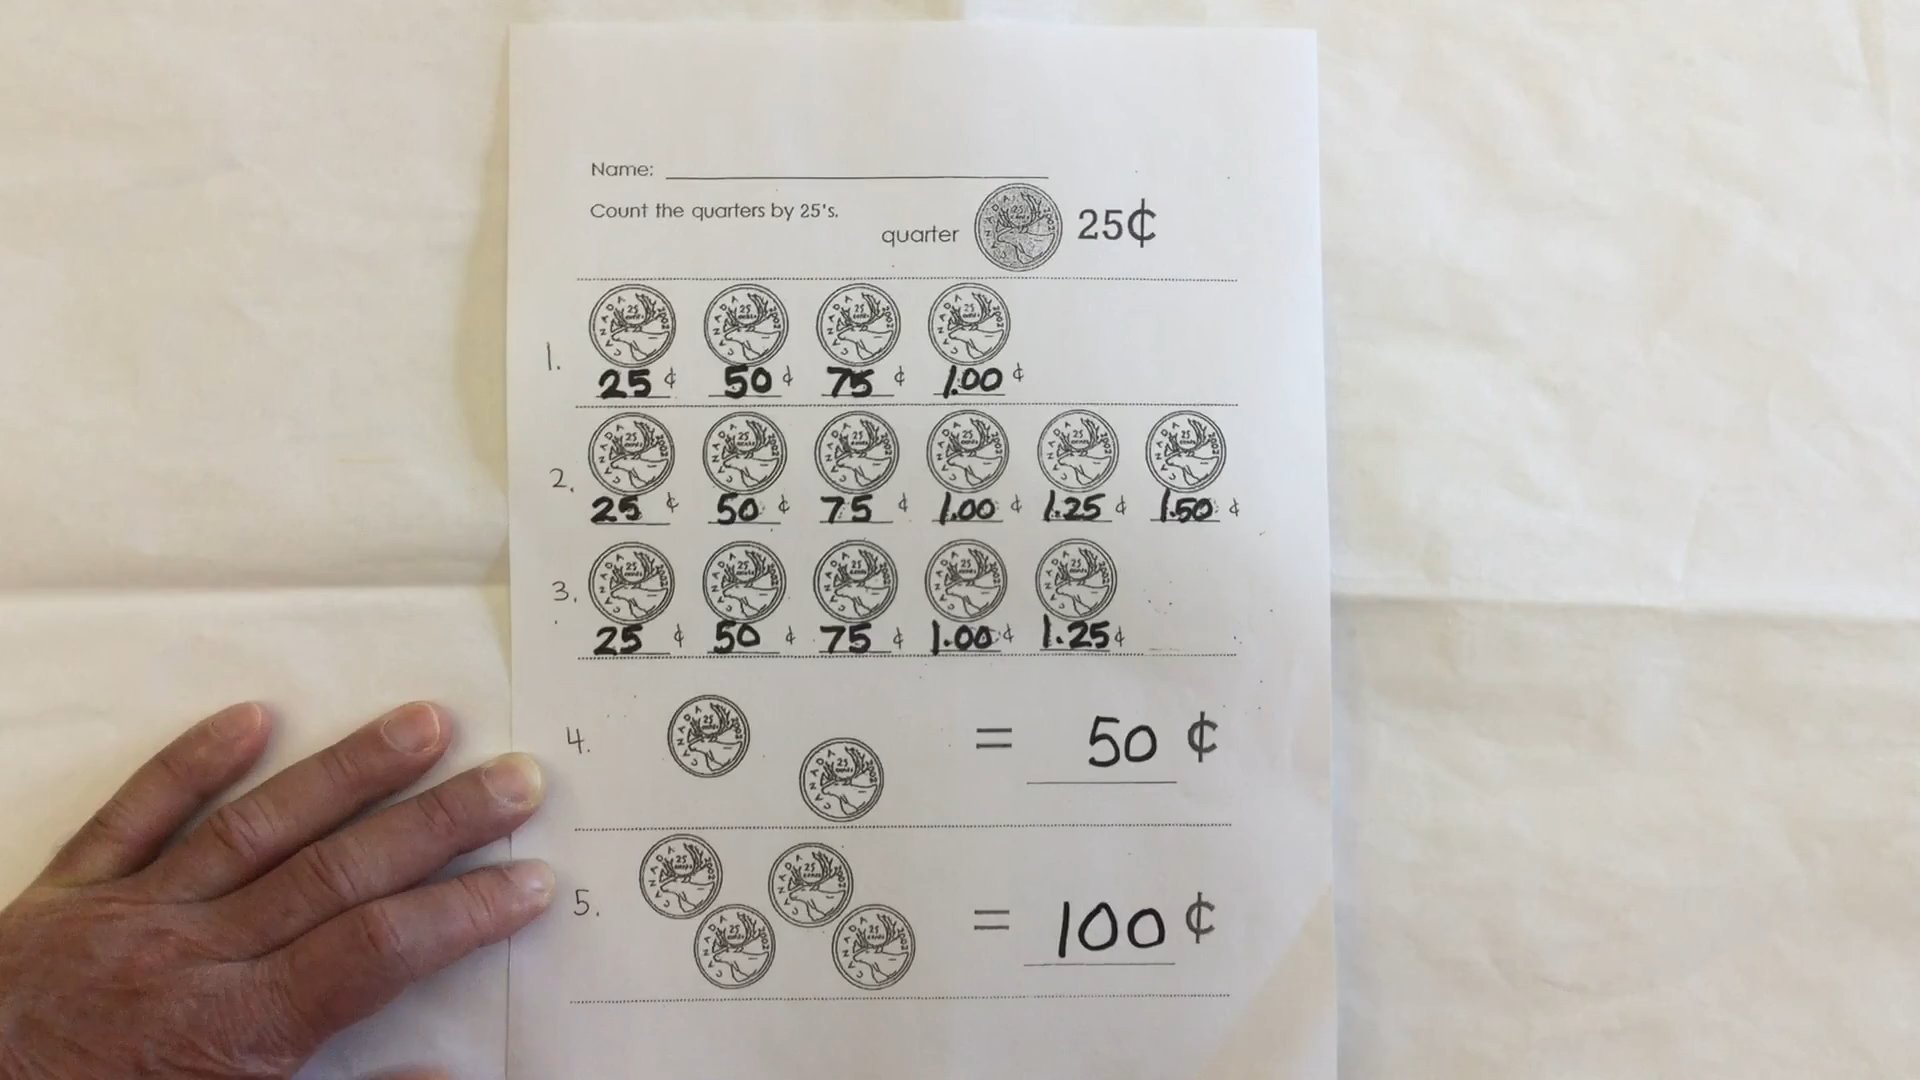 Name:
Count the quarters by 25's.
quarter 25¢
1. 25 ¢ 50 ¢ 75 ¢ 1.00 ¢
2. 25 ¢ 50 ¢ 75 ¢ 1.00 ¢ 1.25 ¢ 1.50 ¢
3. 25 ¢ 50 ¢ 75 ¢ 1.00 ¢ 1.25 ¢
4. = 50 ¢
5. = 100 ¢